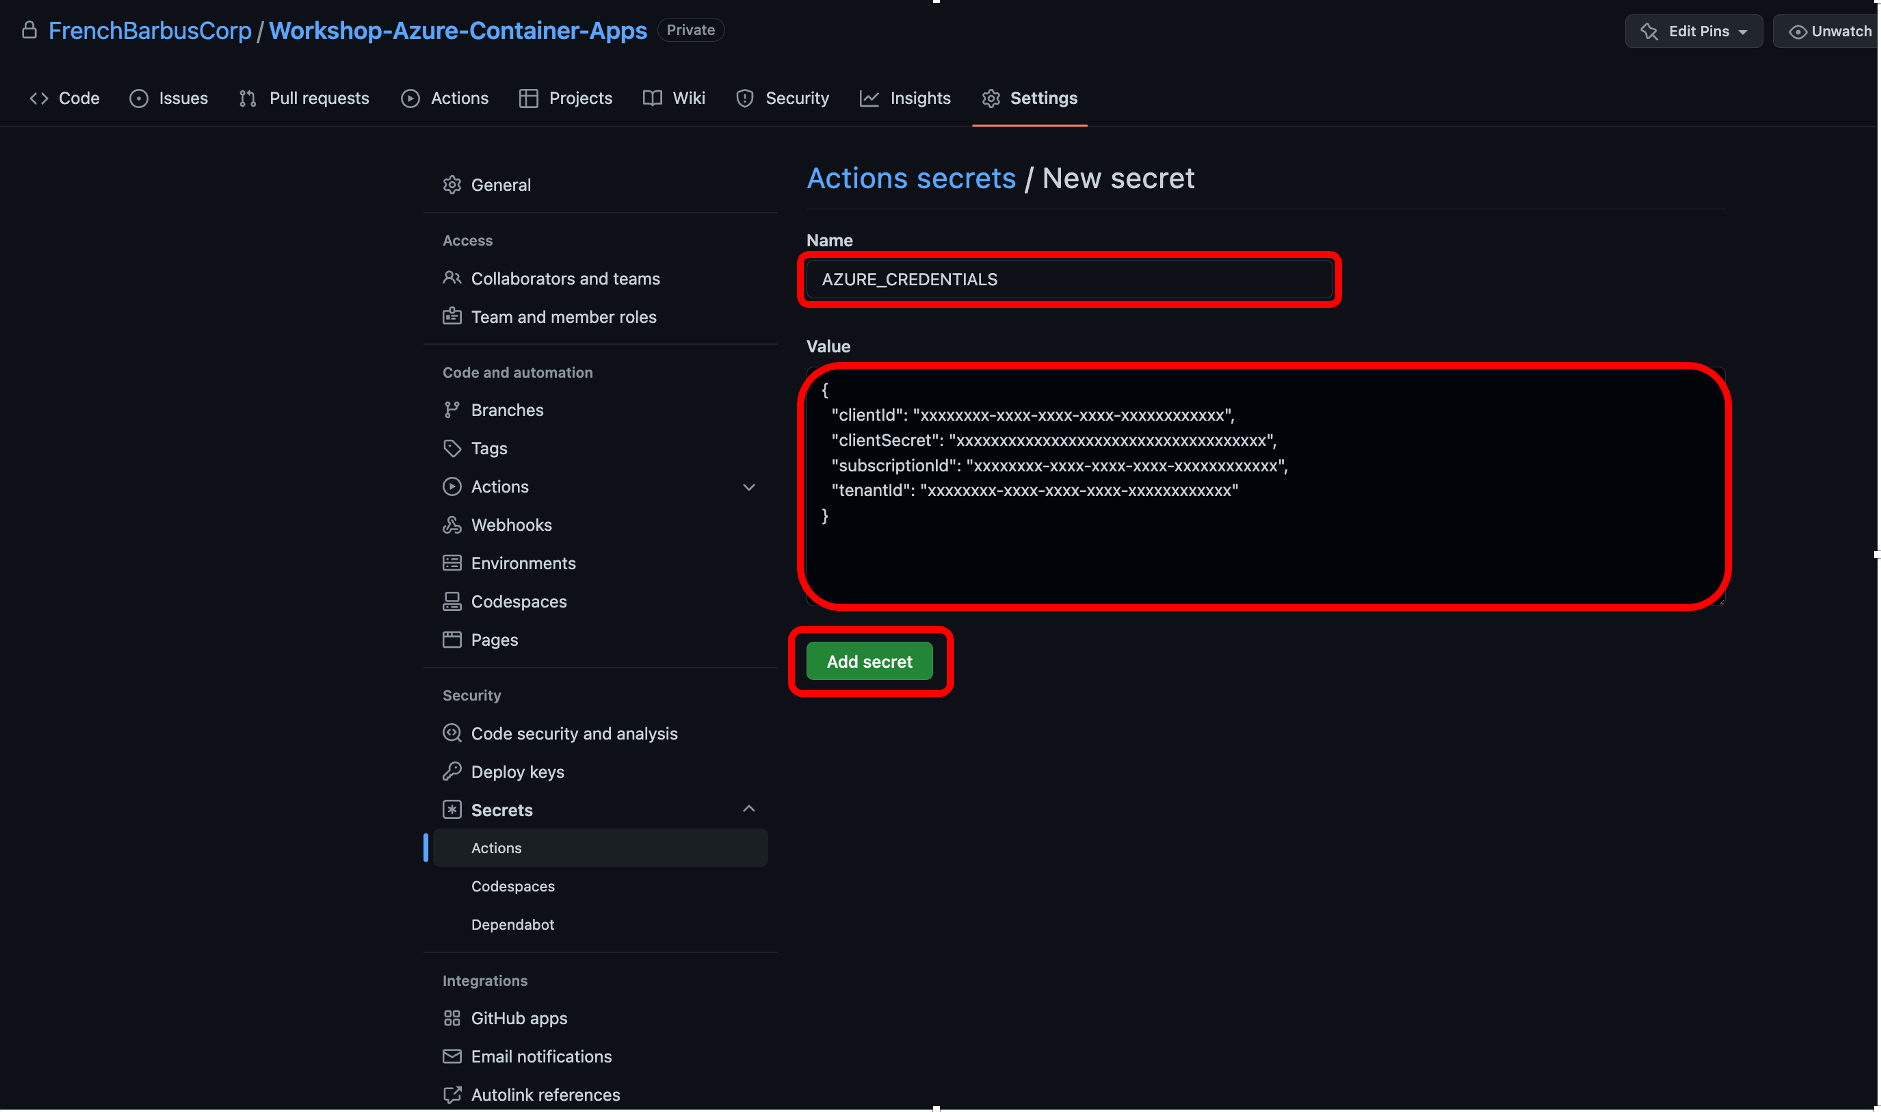 FrenchBarbusCorp / Workshop-Azure-Container-Apps Private
Edit Pins
Unwatch
Code
Issues
Pull requests
Actions
Projects
Wiki
Security
Insights
Settings
General
Access
Collaborators and teams
Team and member roles
Code and automation
Branches
Tags
Actions
Webhooks
Environments
Codespaces
Pages
Security
Code security and analysis
Deploy keys
Secrets
Actions
Codespaces
Dependabot
Integrations
GitHub apps
Email notifications
Autolink references
Actions secrets / New secret
Name
AZURE_CREDENTIALS
Value
{
"clientId": "xxxxxxxx-xxxx-xxxx-xxxx-xxxxxxxxxxxx",
"clientSecret": "xxxxxxxxxxxxxxxxxxxxxxxxxxxxxxxxxxxx",
"subscriptionId": "xxxxxxxx-xxxx-xxxx-xxxx-xxxxxxxxxxxx",
"tenantId": "xxxxxxxx-xxxx-xxxx-xxxx-xxxxxxxxxxxx"
}
Add secret